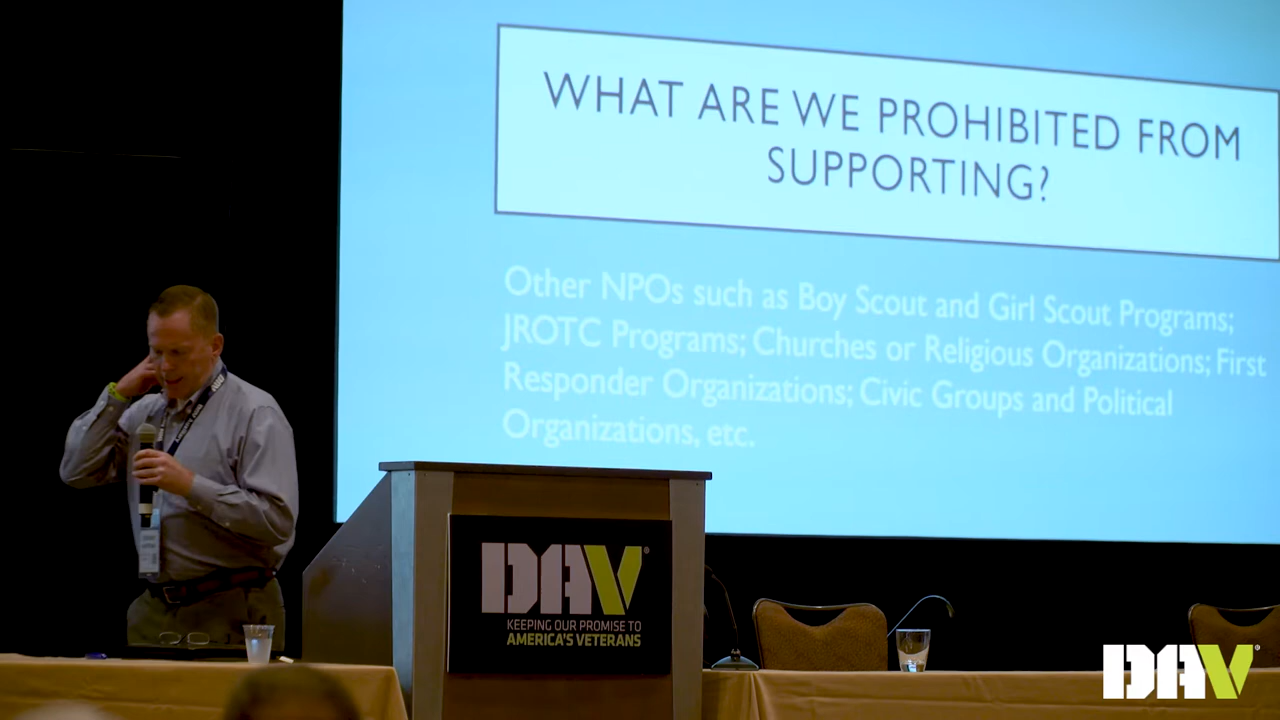 WHAT ARE WE PROHIBITED FROM
SUPPORTING?
Other NPOs such as Boy Scout and Girl Scout Programs;
JROTC Programs; Churches or Religious Organizations; First
Responder Organizations; Civic Groups and Political
Organizations, etc.
DAV®
KEEPING OUR PROMISE TO
AMERICA'S VETERANS
DAV®